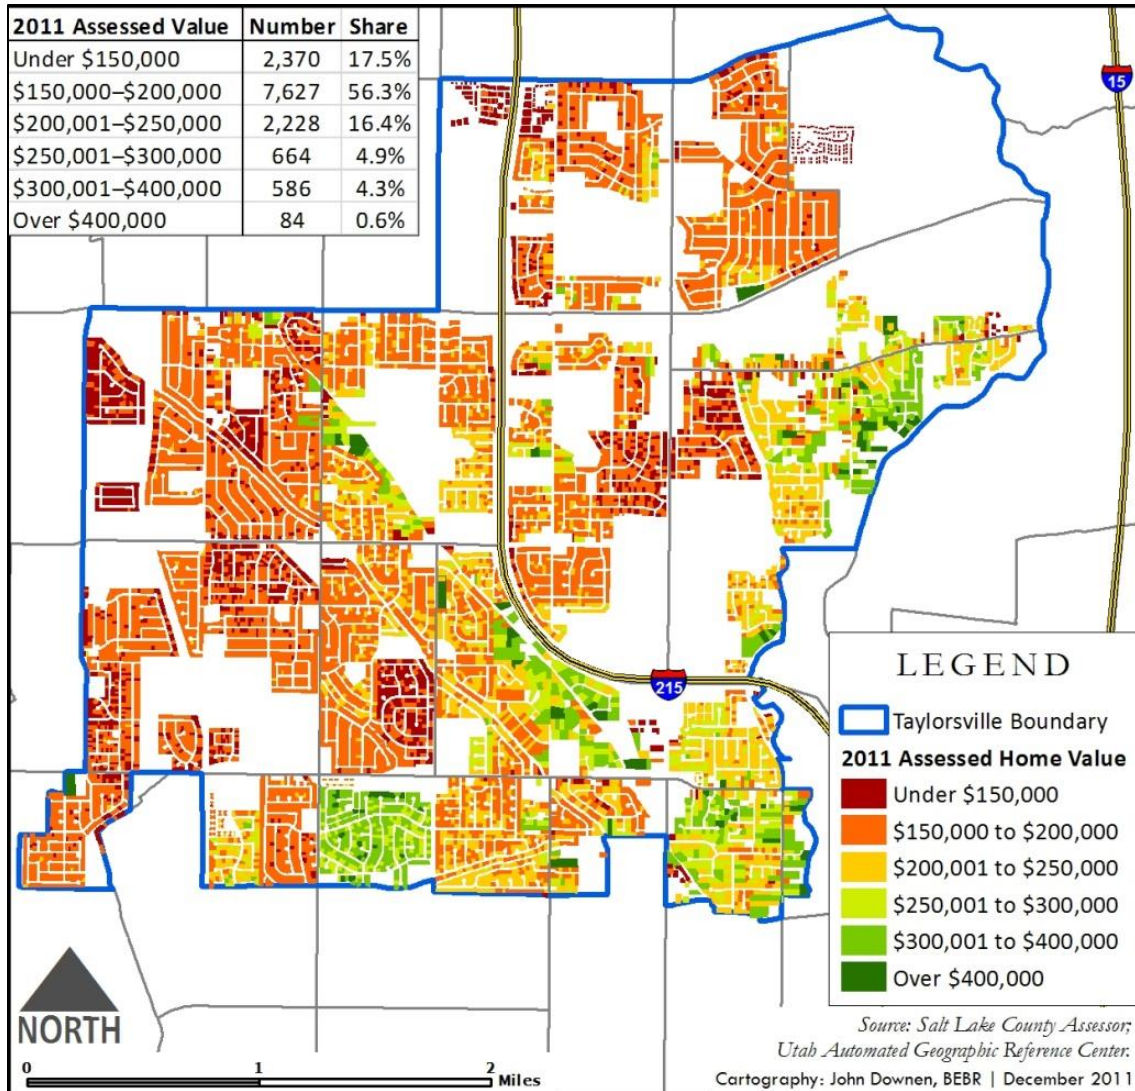 2011 Assessed Value Number Share
Under $150,000 2,370 17.5%
$150,000–$200,000 7,627 56.3%
$200,001–$250,000 2,228 16.4%
$250,001–$300,000 664 4.9%
$300,001–$400,000 586 4.3%
Over $400,000 84 0.6%
15
215
LEGEND
Taylorsville Boundary
2011 Assessed Home Value
Under $150,000
$150,000 to $200,000
$200,001 to $250,000
$250,001 to $300,000
$300,001 to $400,000
Over $400,000
NORTH
0 1 2 Miles
Source: Salt Lake County Assessor;
Utah Automated Geographic Reference Center.
Cartography: John Downen, BEBR | December 2011